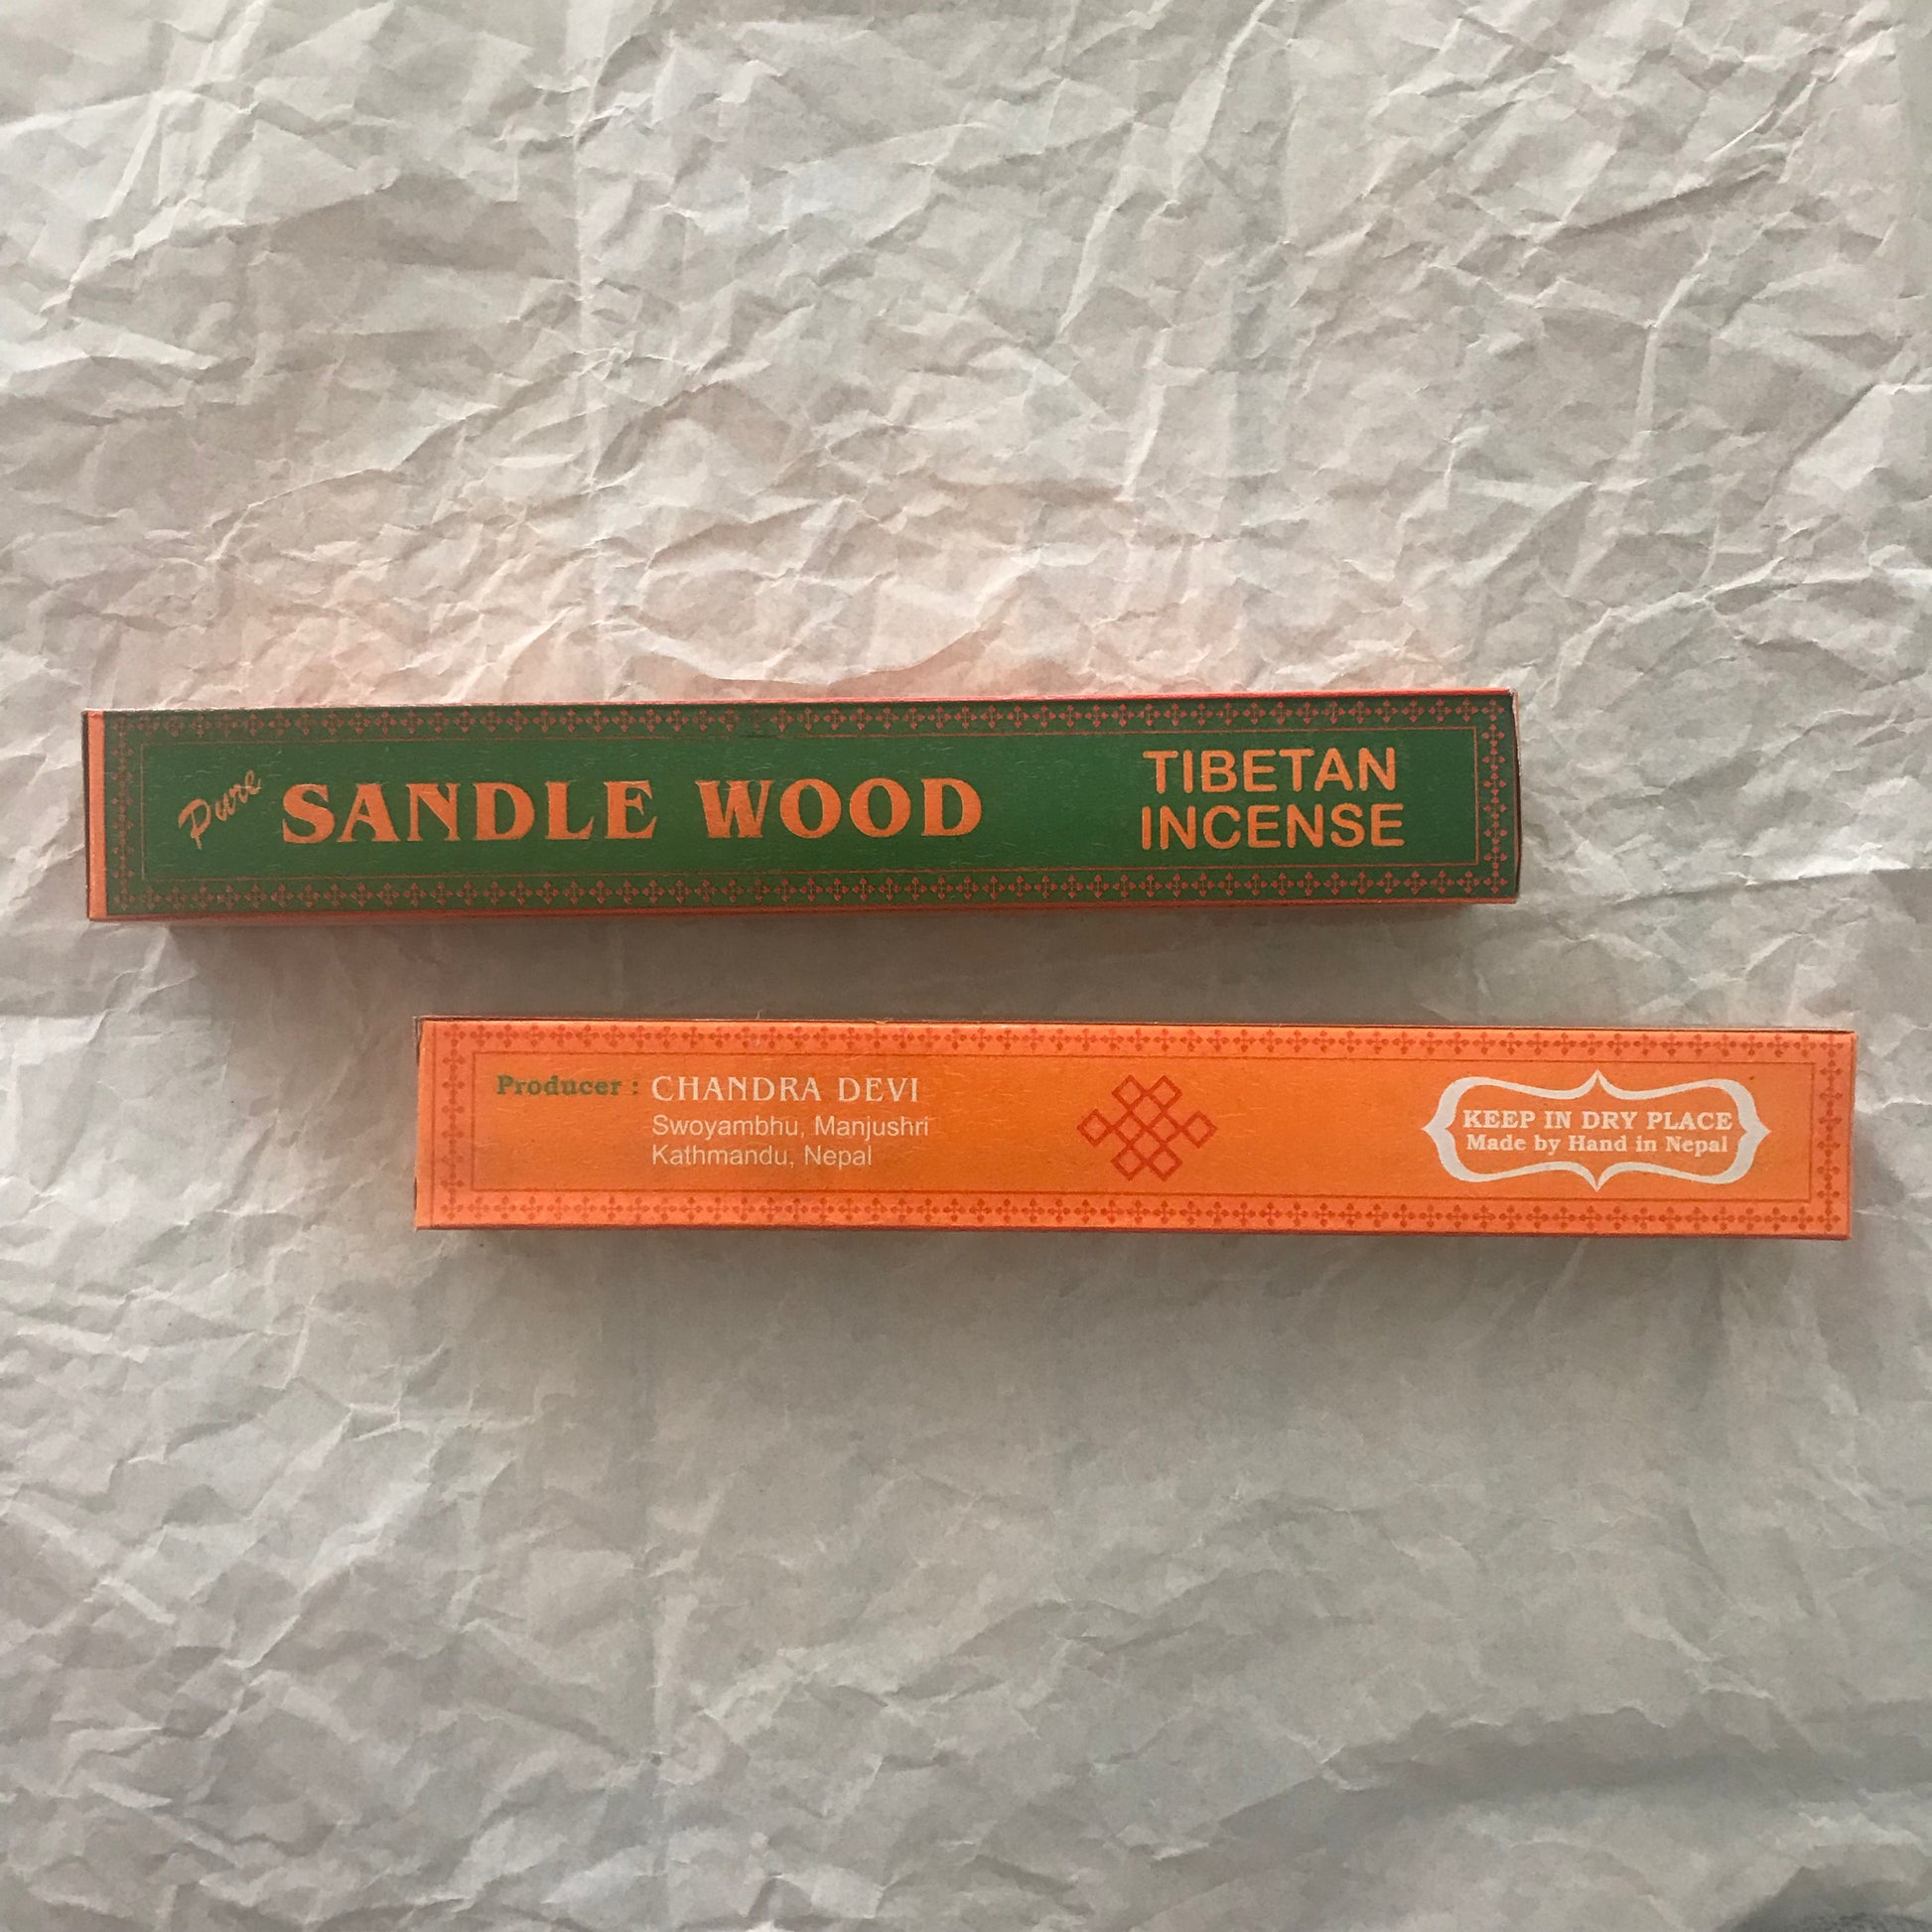 Pure SANDLE WOOD
TIBETAN
INCENSE
Producer : CHANDRA DEVI
Swoyambhu, Manjushri
Kathmandu, Nepal
KEEP IN DRY PLACE
Made by Hand in Nepal